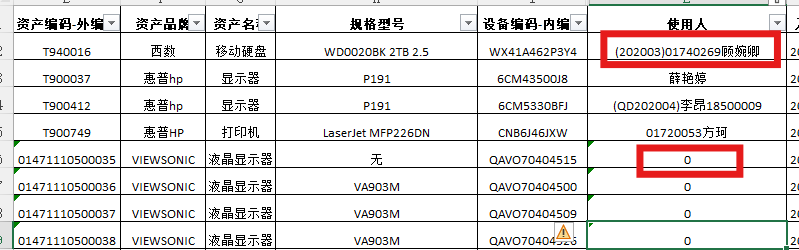 资产编码-外编 资产品牌 资产名称 规格型号 设备编码-内编 使用人
T940016 西数 移动硬盘 WD0020BK 2TB 2.5 WX41A462P3Y4 (202003)01740269顾婉卿
T900037 惠普hp 显示器 P191 6CM43500J8 薛艳婷
T900412 惠普hp 显示器 P191 6CM5330BFJ (QD202004)李昂18500009
T900749 惠普HP 打印机 LaserJet MFP226DN CNB6J46JXW 01720053方珂
01471110500035 VIEWSONIC 液晶显示器 无 QAVO70404515 0
01471110500036 VIEWSONIC 液晶显示器 VA903M QAVO70404500 0
01471110500037 VIEWSONIC 液晶显示器 VA903M QAVO70404509 0
01471110500038 VIEWSONIC 液晶显示器 VA903M 0